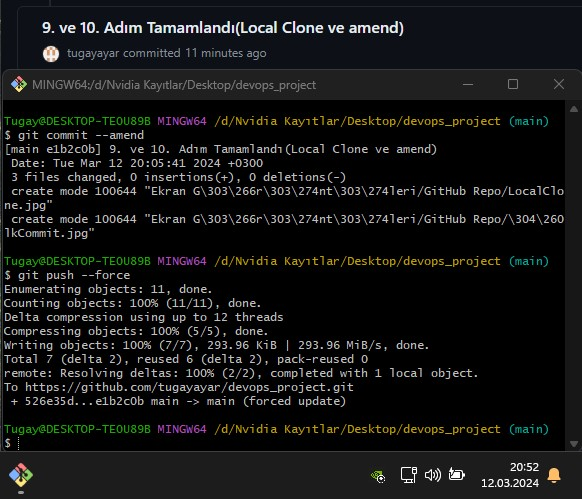 9. ve 10. Adım Tamamlandı(Local Clone ve amend)
tugayayar committed 11 minutes ago
MINGW64:/d/Nvidia Kayıtlar/Desktop/devops_project
Tugay@DESKTOP-TEOU89B MINGW64 /d/Nvidia Kayıtlar/Desktop/devops_project (main)
$ git commit --amend
[main e1b2c0b] 9. ve 10. Adım Tamamlandı(Local Clone ve amend)
Date: Tue Mar 12 20:05:41 2024 +0300
3 files changed, 0 insertions(+), 0 deletions(-)
create mode 100644 "Ekran G\303\266r\303\274nt\303\274leri/GitHub Repo/LocalClo
ne.jpg"
create mode 100644 "Ekran G\303\266r\303\274nt\303\274leri/GitHub Repo/\304\260
lkCommit.jpg"
Tugay@DESKTOP-TEOU89B MINGW64 /d/Nvidia Kayıtlar/Desktop/devops_project (main)
$ git push --force
Enumerating objects: 11, done.
Counting objects: 100% (11/11), done.
Delta compression using up to 12 threads
Compressing objects: 100% (5/5), done.
Writing objects: 100% (7/7), 293.96 KiB | 293.96 MiB/s, done.
Total 7 (delta 2), reused 6 (delta 2), pack-reused 0
remote: Resolving deltas: 100% (2/2), completed with 1 local object.
To https://github.com/tugayayar/devops_project.git
+ 526e35d...e1b2c0b main -> main (forced update)
Tugay@DESKTOP-TEOU89B MINGW64 /d/Nvidia Kayıtlar/Desktop/devops_project (main)
$
20:52
12.03.2024